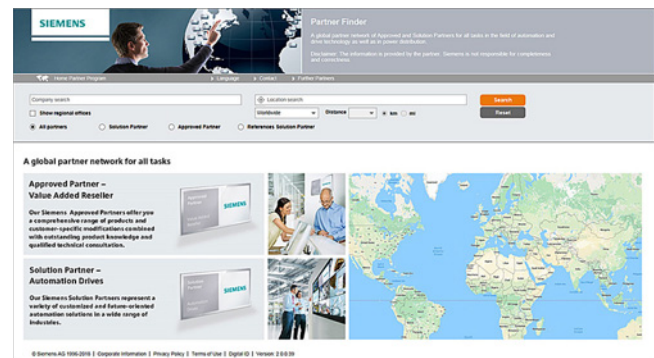 SIEMENS
Partner Finder
A global partner network of Approved and Solution Partners for all tasks in the field of automation and
drive technology as well as in power distribution.
Disclaimer: The information is provided by the partner. Siemens is not responsible for completeness
and correctness.
Home Partner Program
Language
Contact
Further Partners
Company search
Location search
Search
Show regional offices
Worldwide
Distance
km
mi
Reset
All partners
Solution Partner
Approved Partner
References Solution Partner
A global partner network for all tasks
Approved Partner –
Value Added Reseller
Our Siemens Approved Partners offer you
a comprehensive range of products and
customer-specific modifications combined
with outstanding product knowledge and
qualified technical consultation.
Approved
Partner
SIEMENS
Solution Partner –
Automation Drives
Our Siemens Solution Partners represent a
variety of customized and future-oriented
automation solutions in a wide range of
industries.
Solution
Partner
SIEMENS
© Siemens AG 1996-2016 | Corporate Information | Privacy Policy | Terms of Use | Digital ID | Version: 2.0.0.39